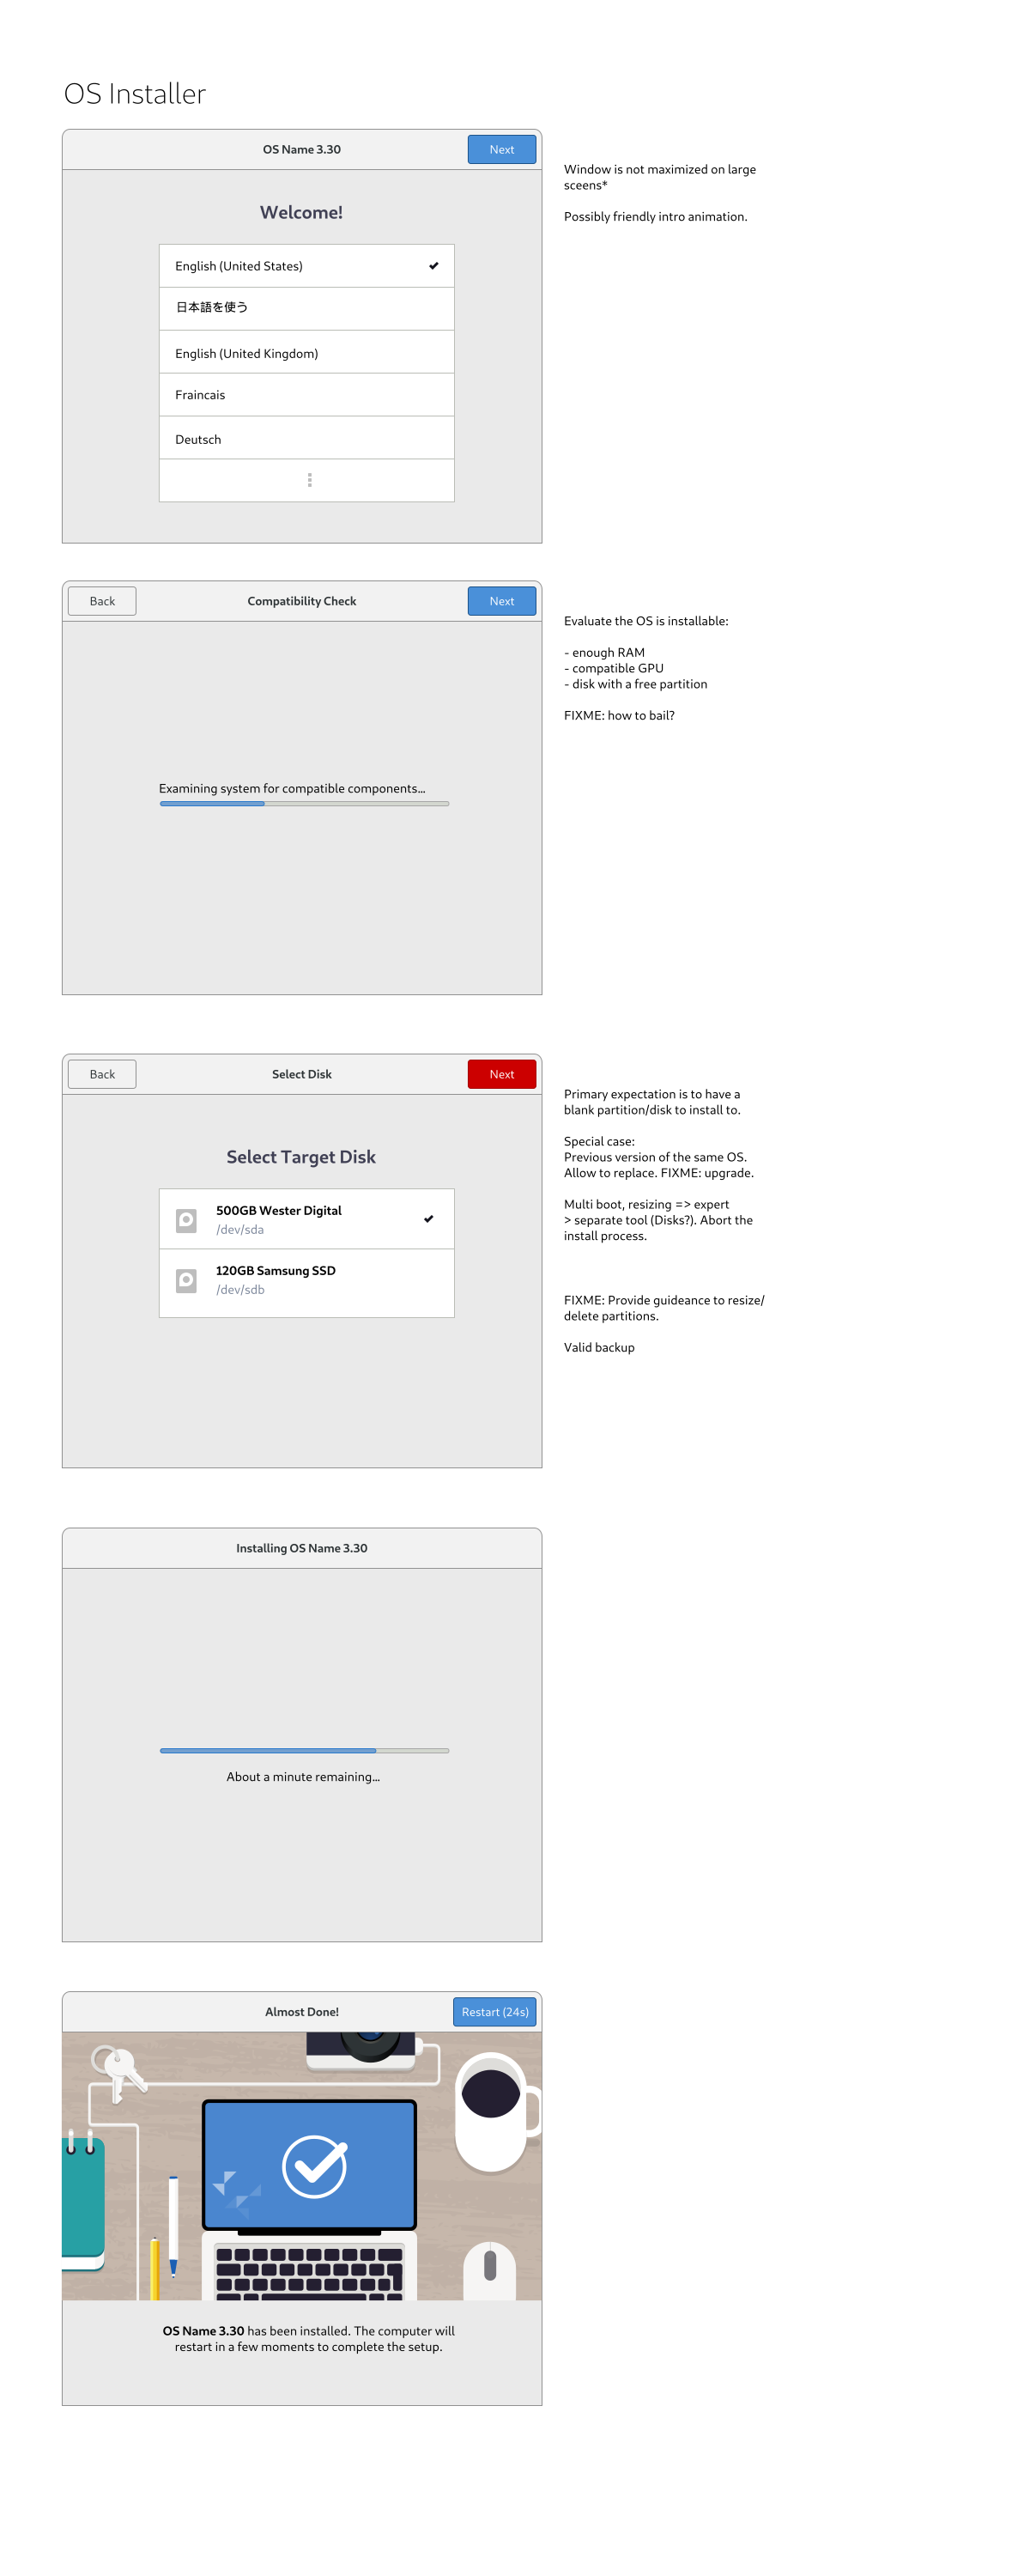 OS Installer
OS Name 3.30
Next
Welcome!
English (United States)
日本語を使う
English (United Kingdom)
Fraincais
Deutsch
Window is not maximized on large
sceens*
Possibly friendly intro animation.
Back
Compatibility Check
Next
Examining system for compatible components...
Evaluate the OS is installable:
- enough RAM
- compatible GPU
- disk with a free partition
FIXME: how to bail?
Back
Select Disk
Next
Select Target Disk
500GB Wester Digital
/dev/sda
120GB Samsung SSD
/dev/sdb
Primary expectation is to have a
blank partition/disk to install to.
Special case:
Previous version of the same OS.
Allow to replace. FIXME: upgrade.
Multi boot, resizing => expert
> separate tool (Disks?). Abort the
install process.
FIXME: Provide guideance to resize/
delete partitions.
Valid backup
Installing OS Name 3.30
About a minute remaining...
Almost Done!
Restart (24s)
OS Name 3.30 has been installed. The computer will
restart in a few moments to complete the setup.